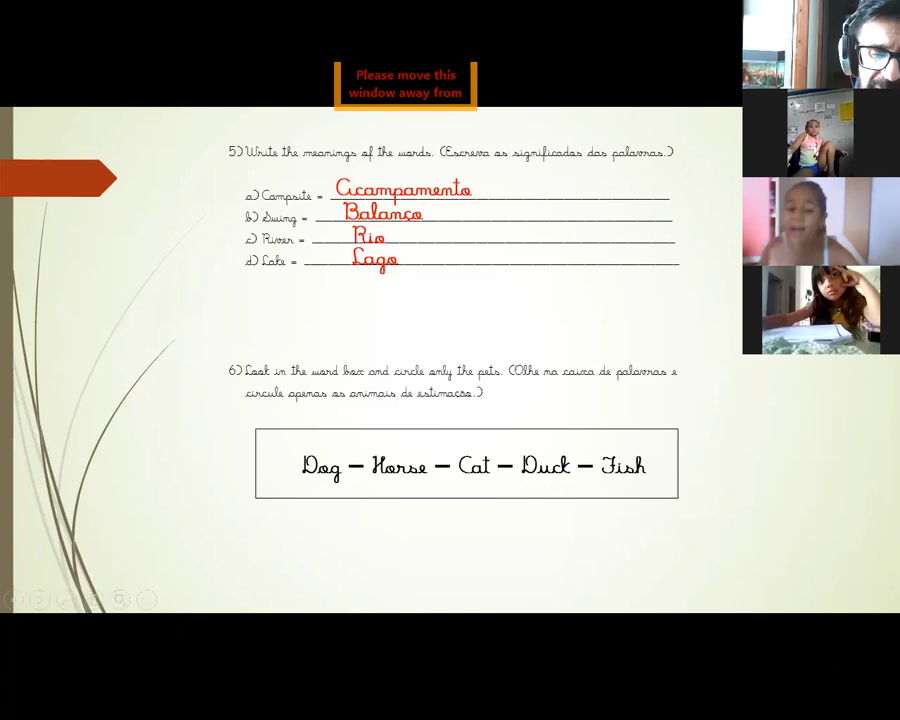 Please move this
window away from
5) Write the meanings of the words. (Escreva os significados das palavras.)
a) Campsite = Acampamento
b) Swing = Balanço
c) River = Rio
d) Lake = Lago
6) Look in the word box and circle only the pets. (Olhe na caixa de palavras e
circule apenas os animais de estimação.)
Dog – Horse – Cat – Duck – Fish